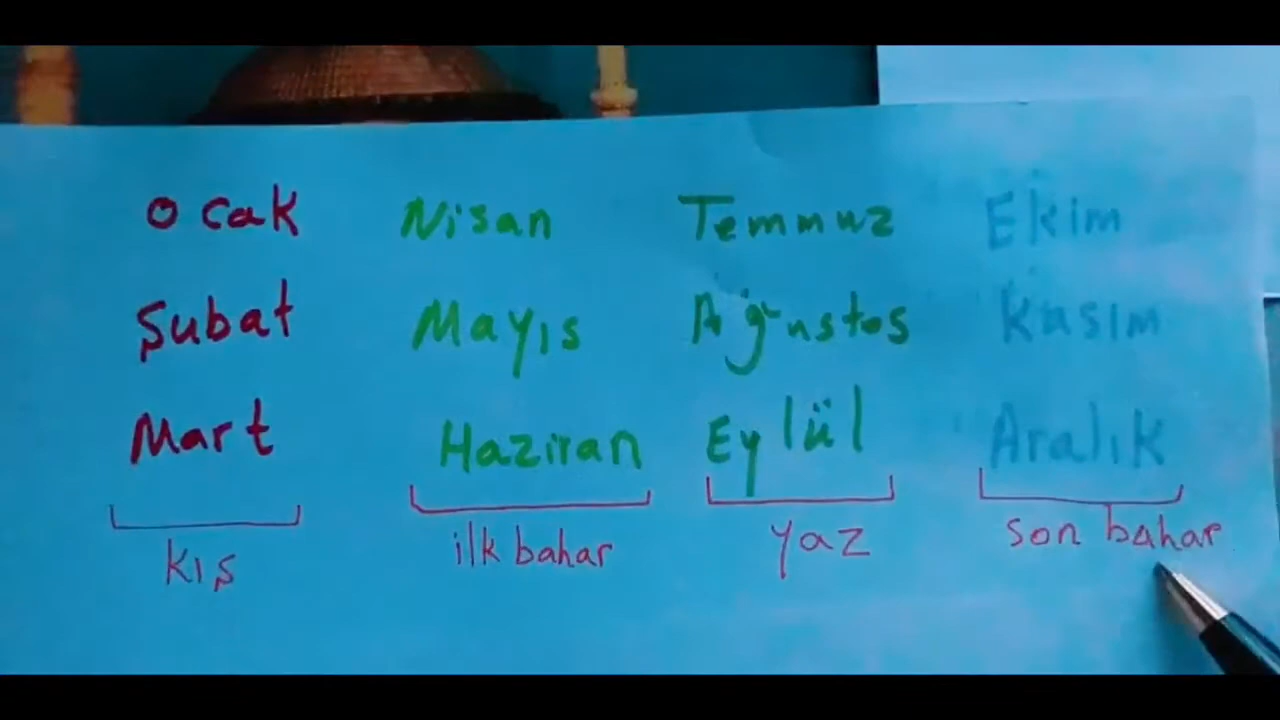 Ocak Nisan Temmuz Ekim
Şubat Mayıs Ağustos Kasım
Mart Haziran Eylül Aralık
kış ilk bahar yaz son bahar